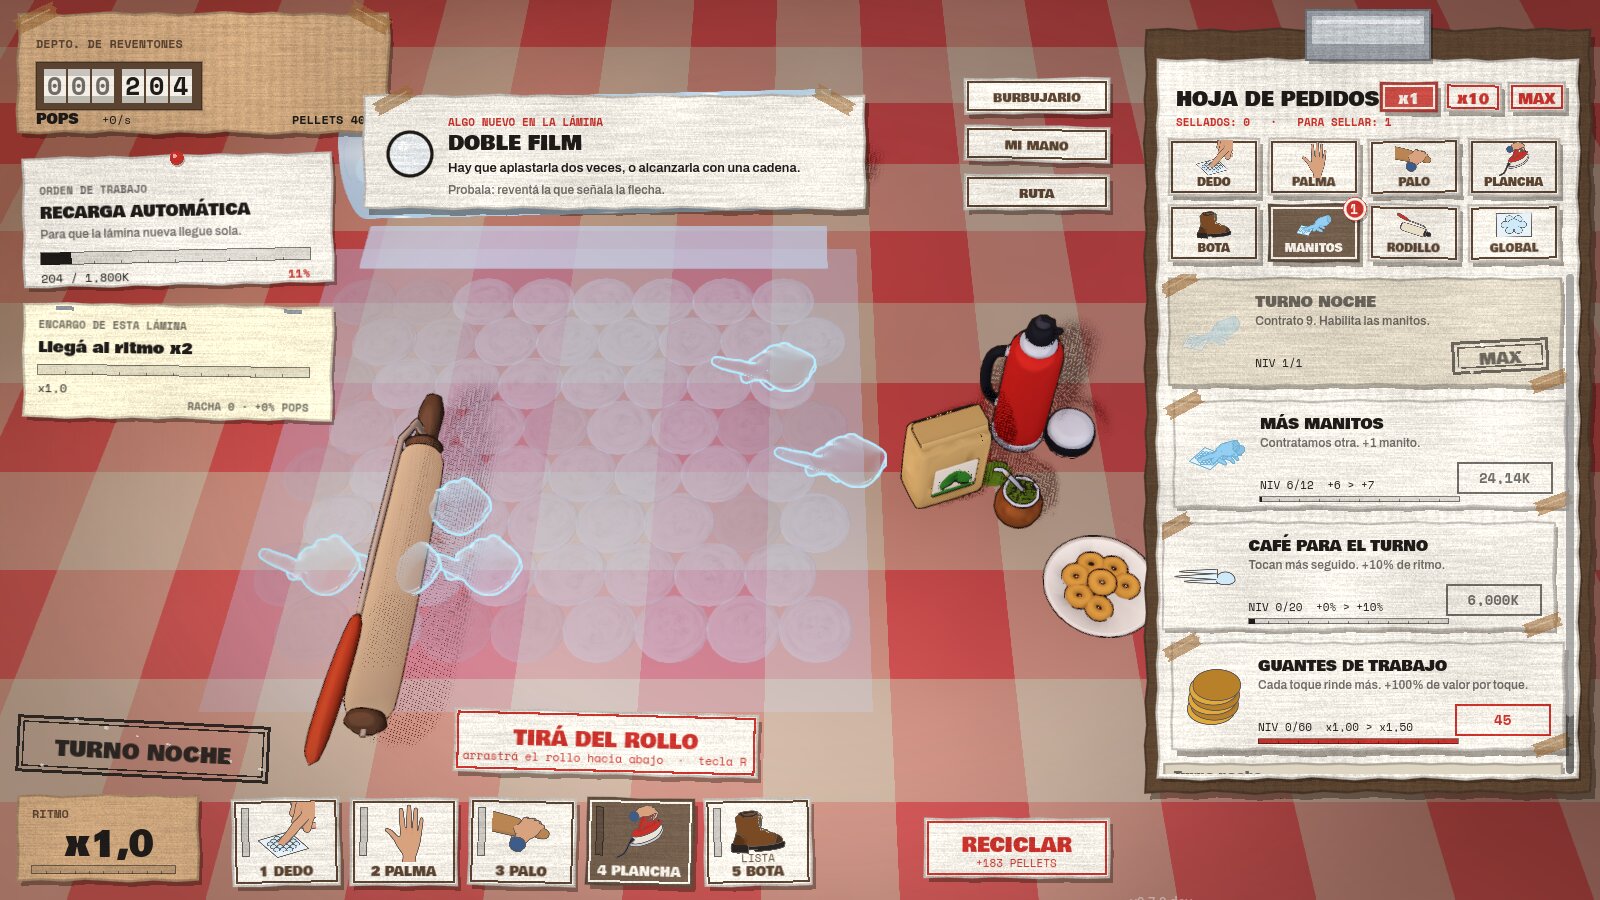 DEPTO. DE REVENTONES
000204
POPS +0/s PELLETS 40
ORDEN DE TRABAJO
RECARGA AUTOMÁTICA
Para que la lámina nueva llegue sola.
204 / 1.800K 11%
ENCARGO DE ESTA LÁMINA
Llegá al ritmo x2
x1.0
RACHA 0 · +0% POPS
ALGO NUEVO EN LA LÁMINA
DOBLE FILM
Hay que aplastarla dos veces, o alcanzarla con una cadena.
Probala: reventá la que señala la flecha.
BURBUJARIO
MI MANO
RUTA
HOJA DE PEDIDOS x1 x10 MAX
SELLADOS: 0 · PARA SELLAR: 1
DEDO PALMA PALO PLANCHA
1
BOTA MANITOS RODILLO GLOBAL
TURNO NOCHE
Contrato 9. Habilita las manitos.
NIV 1/1 MAX
MÁS MANITOS
Contratamos otra. +1 manito.
NIV 6/12 +6 > +7 24,14K
CAFÉ PARA EL TURNO
Tocan más seguido. +10% de ritmo.
NIV 0/20 +0% > +10% 6,000K
GUANTES DE TRABAJO
Cada toque rinde más. +100% de valor por toque.
NIV 0/60 x1,00 > x1,50 45
TURNO NOCHE
TIRÁ DEL ROLLO
arrastrá el rollo hacia abajo · tecla R
RITMO
x1,0
1 DEDO
2 PALMA
3 PALO
4 PLANCHA
LISTA
5 BOTA
RECICLAR
+183 PELLETS